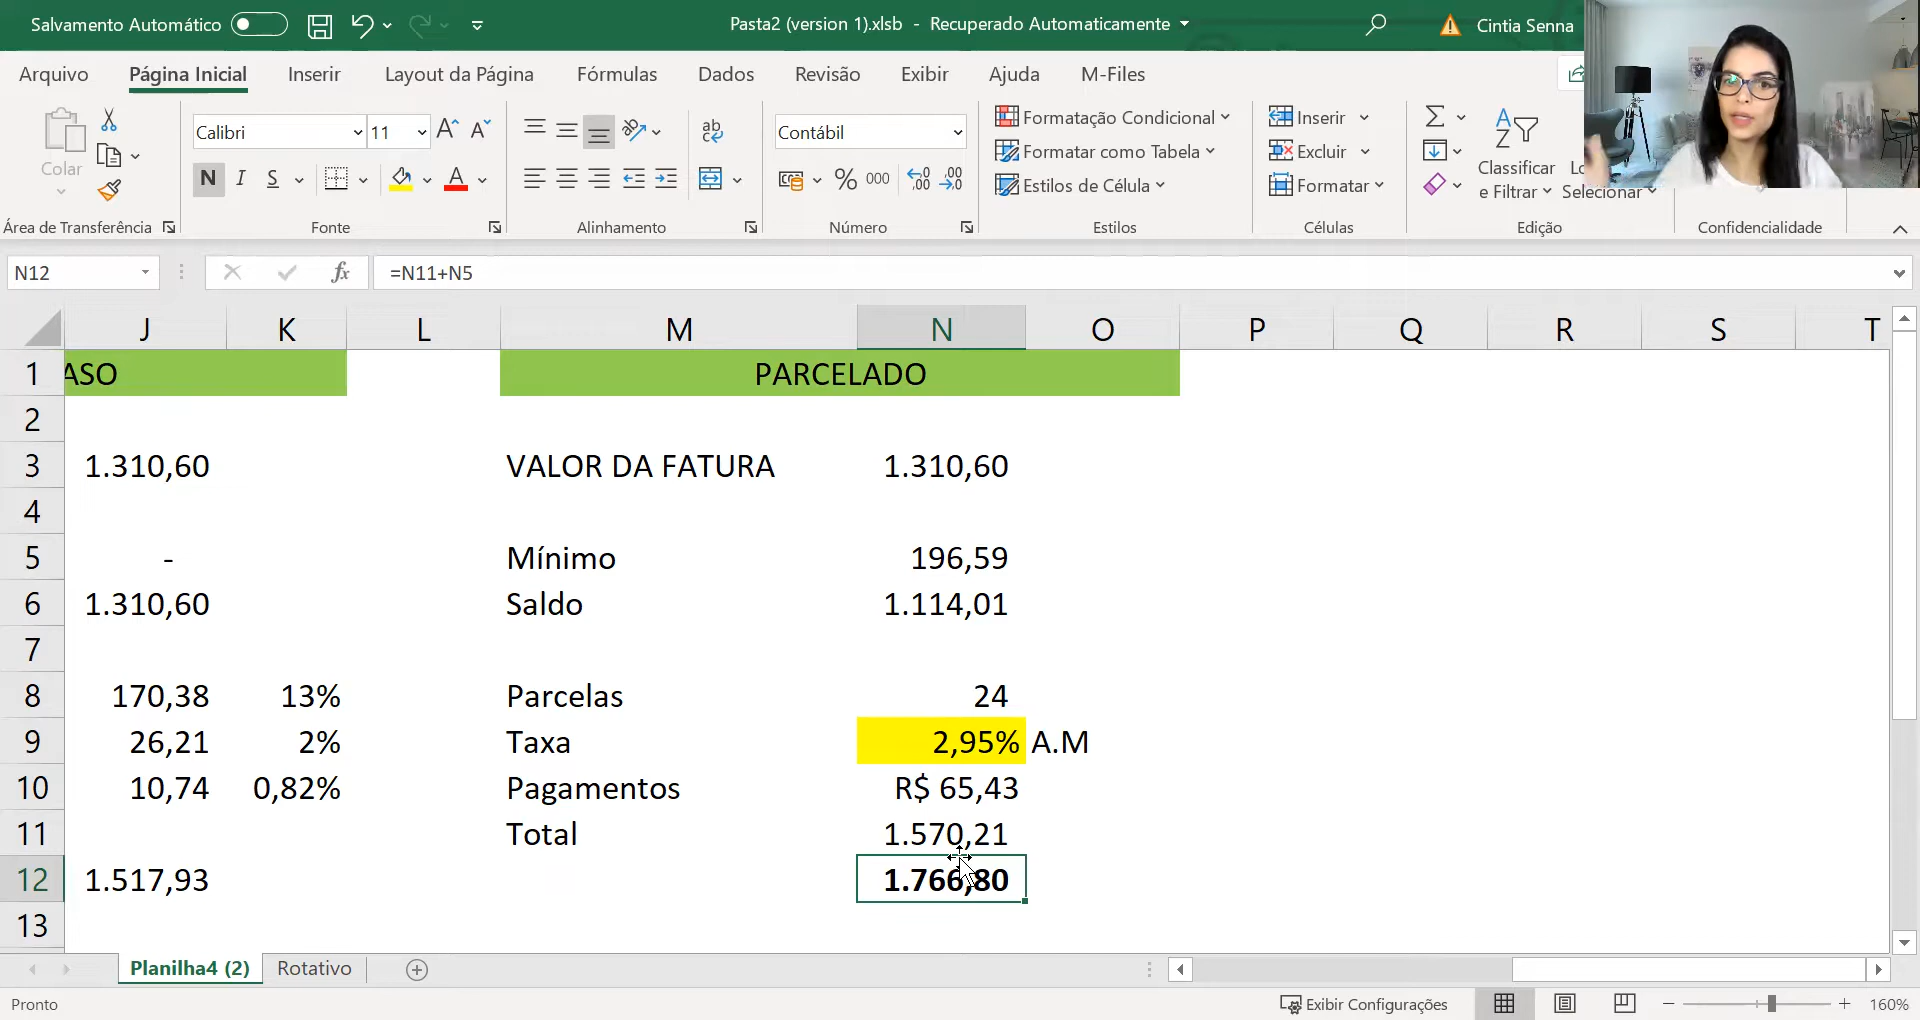 Salvamento Automático
Pasta2 (version 1).xlsb - Recuperado Automaticamente
Cintia Senna
Arquivo
Página Inicial
Inserir
Layout da Página
Fórmulas
Dados
Revisão
Exibir
Ajuda
M-Files
Colar
Calibri
11
N I S
ab
Contábil
% 000
Formatação Condicional
Formatar como Tabela
Estilos de Célula
Inserir
Excluir
Formatar
Classificar
e Filtrar
Selecionar
Área de Transferência
Fonte
Alinhamento
Número
Estilos
Células
Edição
Confidencialidade
N12
fx
=N11+N5
J K L M N O P Q R S T
1 ASO PARCELADO
2
3 1.310,60 VALOR DA FATURA 1.310,60
4
5 - Mínimo 196,59
6 1.310,60 Saldo 1.114,01
7
8 170,38 13% Parcelas 24
9 26,21 2% Taxa 2,95% A.M
10 10,74 0,82% Pagamentos R$ 65,43
11 Total 1.570,21
12 1.517,93 1.766,80
13
Planilha4 (2)
Rotativo
Pronto
Exibir Configurações
160%